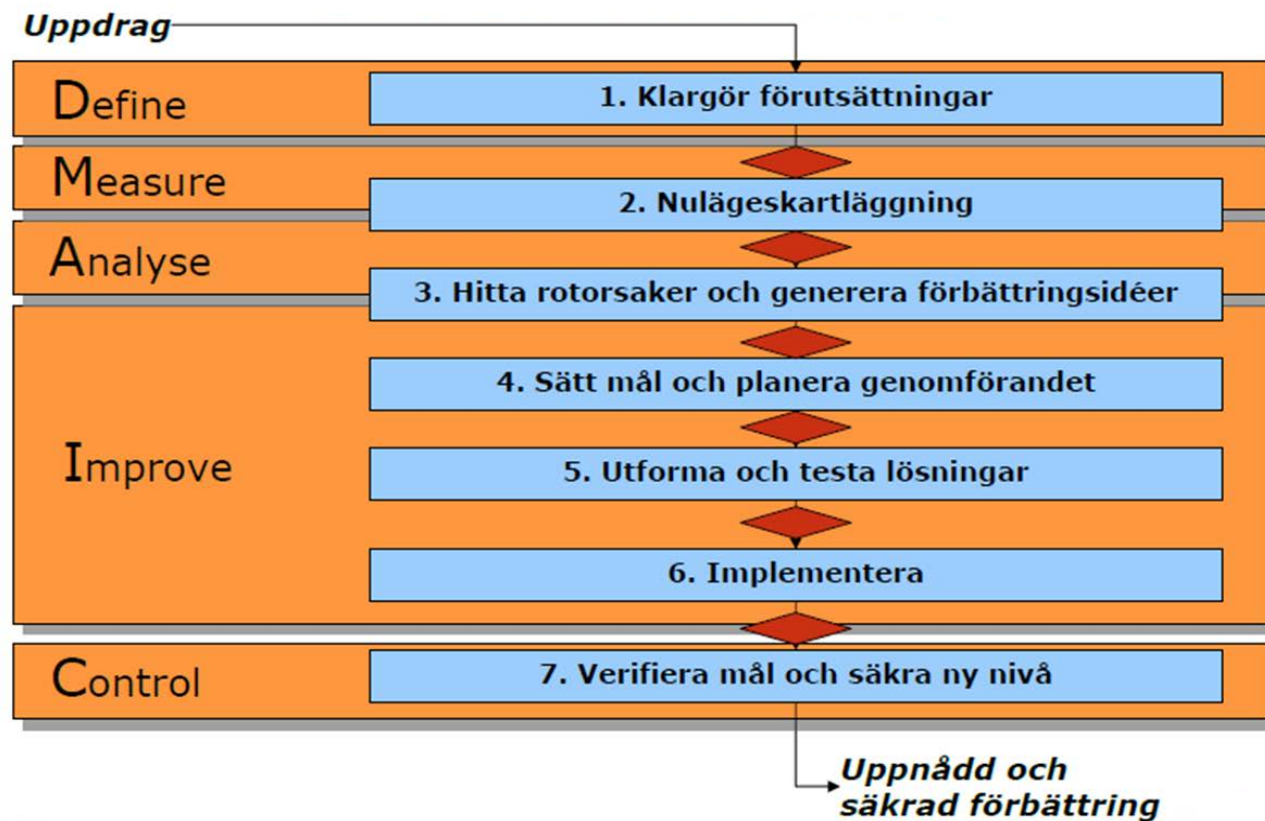 Uppdrag
Define
1. Klargör förutsättningar
Measure
2. Nulägeskartläggning
Analyse
3. Hitta rotorsaker och generera förbättringsidéer
4. Sätt mål och planera genomförandet
Improve
5. Utforma och testa lösningar
6. Implementera
Control
7. Verifiera mål och säkra ny nivå
Uppnådd och
säkrad förbättring